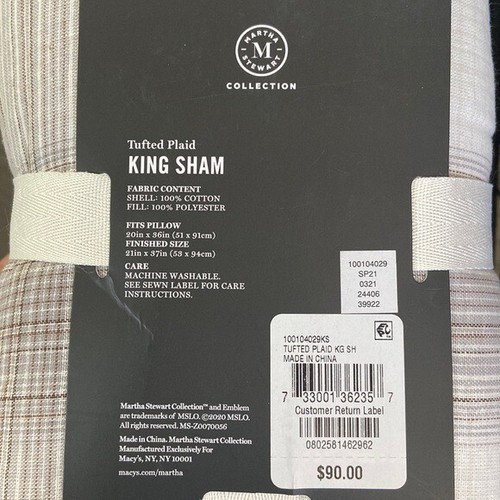 MARTHA
M
STEWART
COLLECTION
Tufted Plaid
KING SHAM
FABRIC CONTENT
SHELL: 100% COTTON
FILL: 100% POLYESTER
FITS PILLOW
20in x 36in (51 x 91cm)
FINISHED SIZE
21in x 37in (53 x 94cm)
CARE
MACHINE WASHABLE.
SEE SEWN LABEL FOR CARE
INSTRUCTIONS.
100104029
SP21
0321
24406
39922
100104029KS
TUFTED PLAID KG SH
MADE IN CHINA
7 33001 36235 7
Customer Return Label
0802581462962
$90.00
Martha Stewart Collection™ and Emblem
are trademarks of MSLO. ©2020 MSLO.
All rights reserved. MS-Z0070056
Made in China. Martha Stewart Collection
Manufactured Exclusively For
Macy's, NY, NY 10001
macys.com/martha